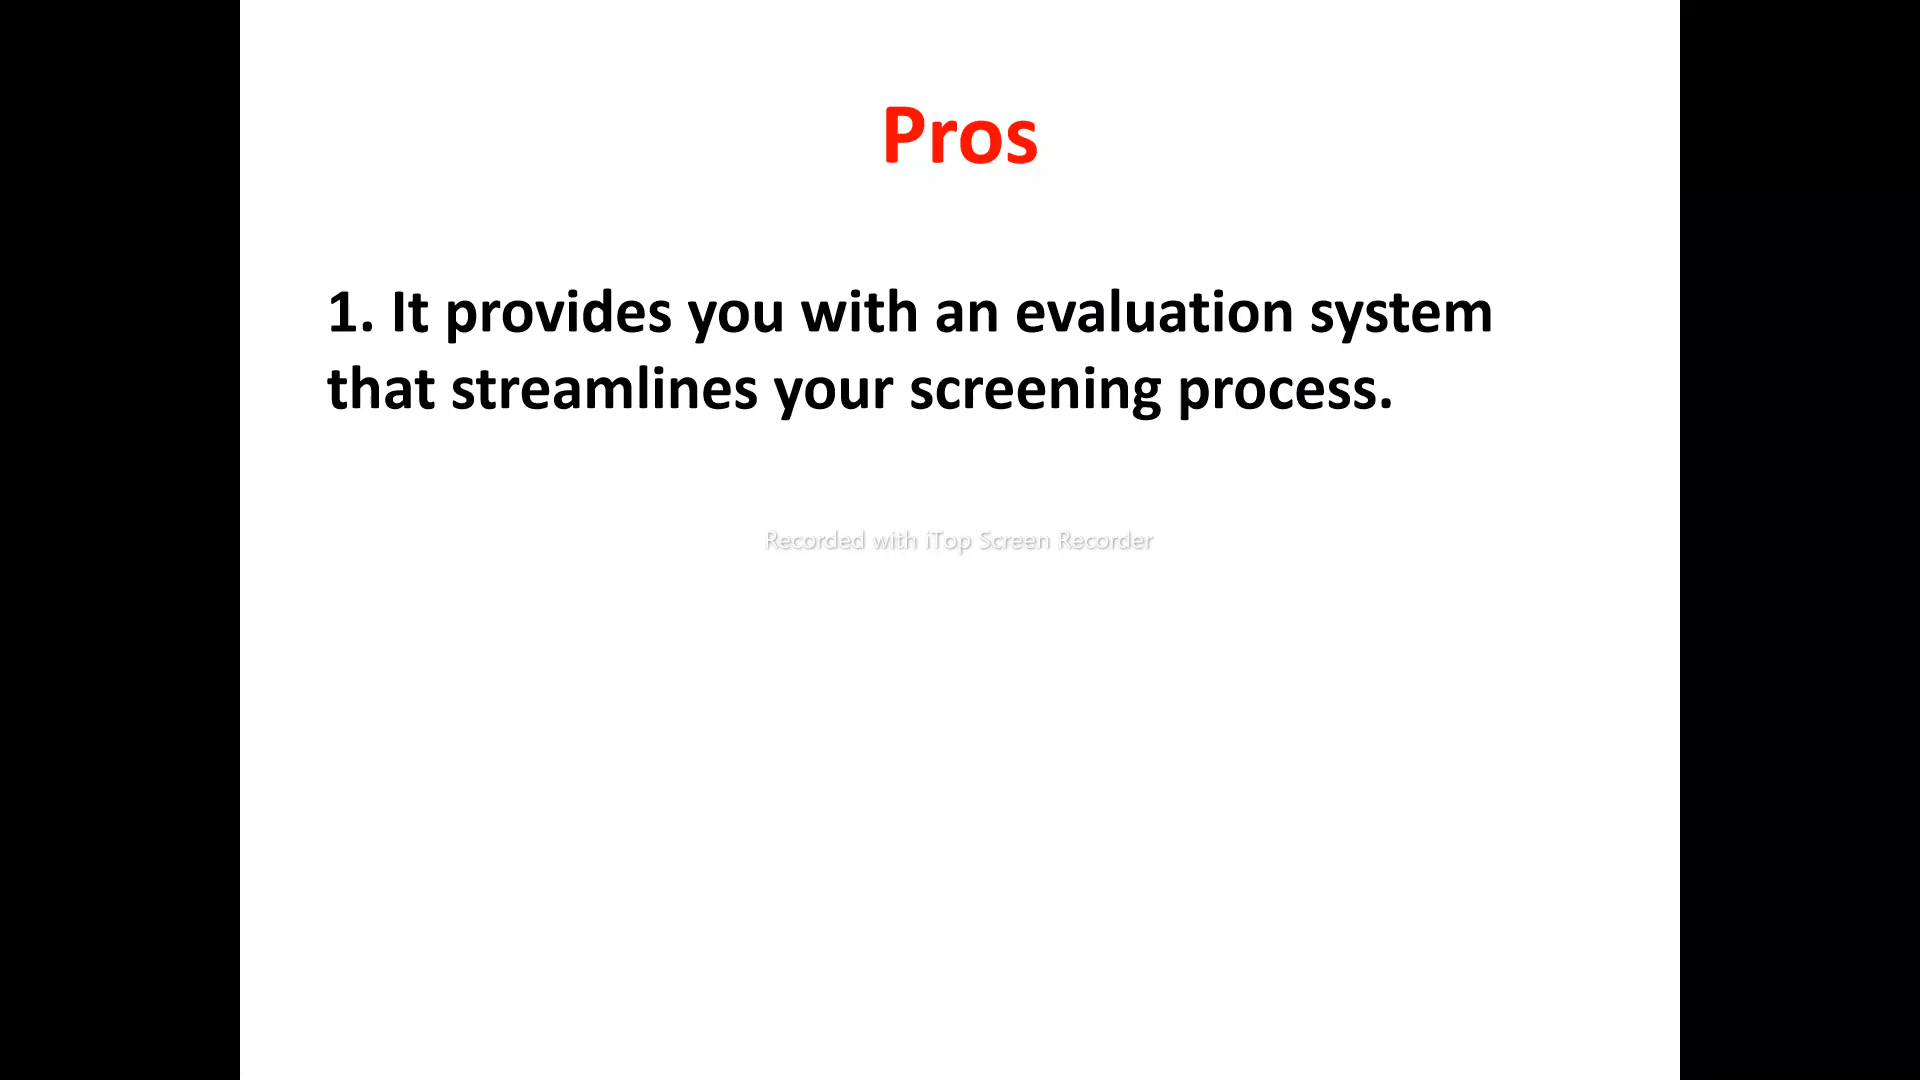 Pros
1. It provides you with an evaluation system
that streamlines your screening process.
Recorded with iTop Screen Recorder